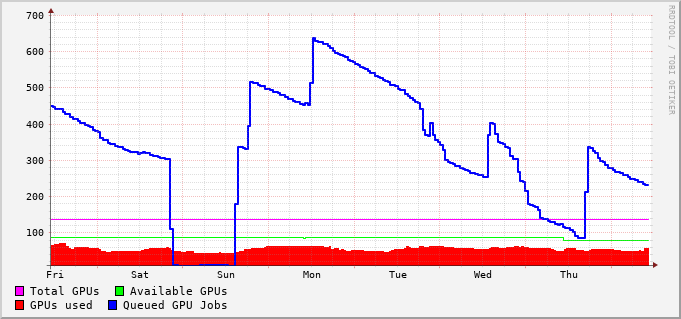 700
600
500
400
300
200
100
Fri Sat Sun Mon Tue Wed Thu
Total GPUs Available GPUs
GPUs used Queued GPU Jobs
RRDTOOL / TOBI OETIKER